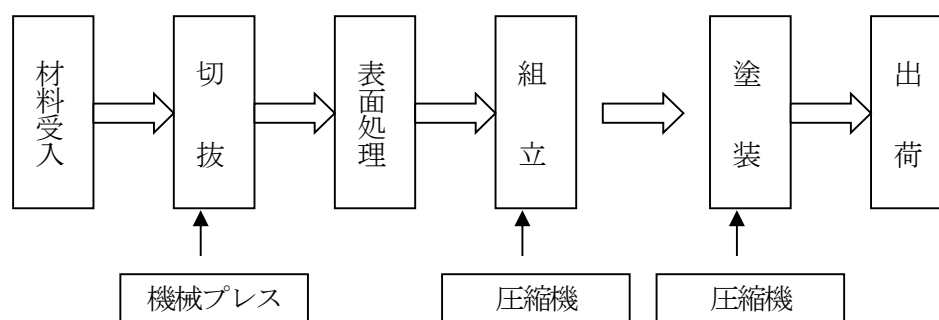 材料受入
切抜
表面処理
組立
塗装
出荷
機械プレス
圧縮機
圧縮機